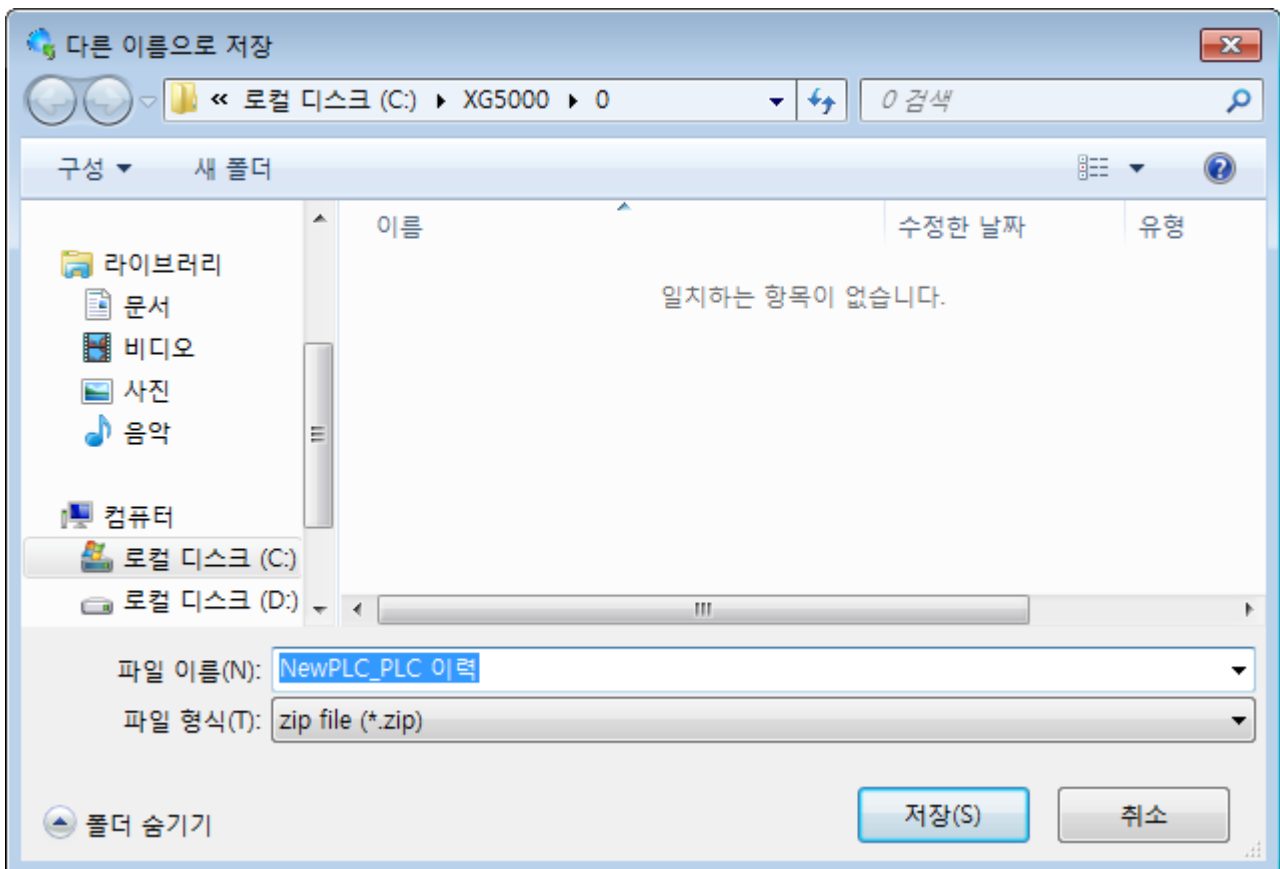 다른 이름으로 저장
« 로컬 디스크 (C:) ▸ XG5000 ▸ 0
0 검색
구성 새 폴더
이름 수정한 날짜 유형
일치하는 항목이 없습니다.
라이브러리
문서
비디오
사진
음악
컴퓨터
로컬 디스크 (C:)
로컬 디스크 (D:)
파일 이름(N): NewPLC_PLC 이력
파일 형식(T): zip file (*.zip)
폴더 숨기기
저장(S) 취소